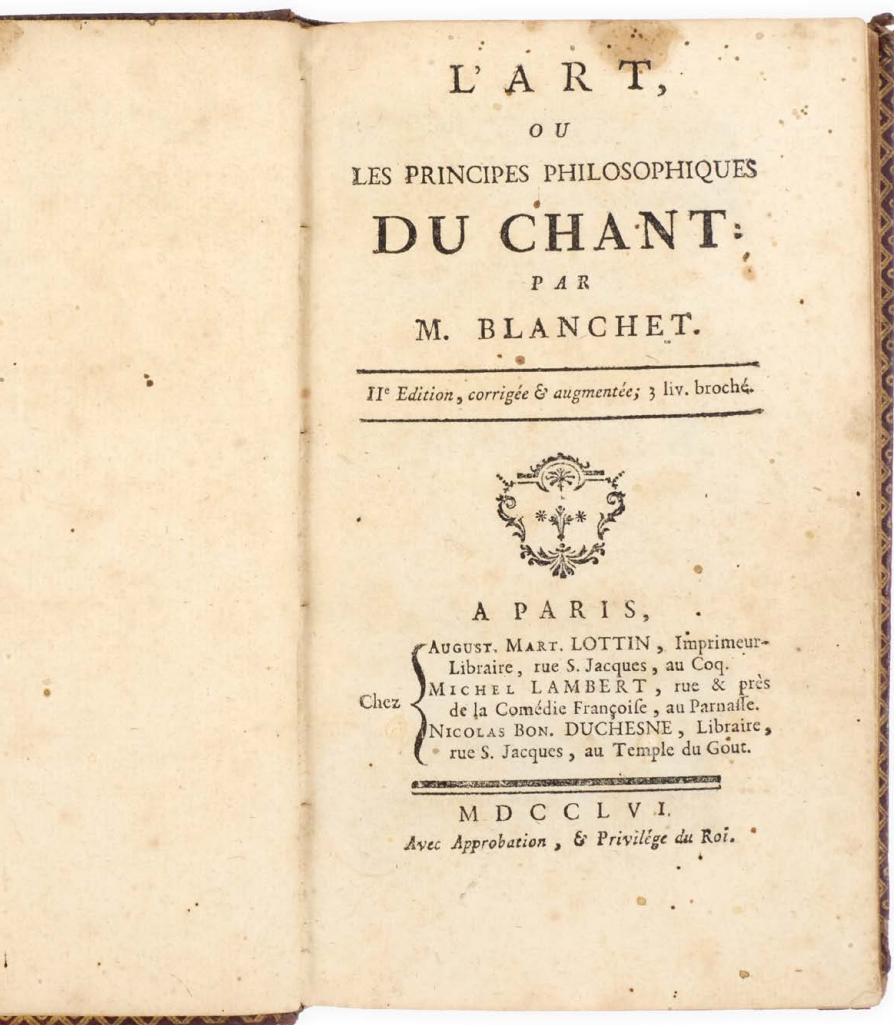 L'ART,
OU
LES PRINCIPES PHILOSOPHIQUES
DU CHANT:
PAR
M. BLANCHET.
IIe Edition, corrigée & augmentée; 3 liv. broché.
A PARIS,
AUGUST. MART. LOTTIN, Imprimeur-
Libraire, rue S. Jacques, au Coq.
Chez MICHEL LAMBERT, rue & près
de la Comédie Françoiſe, au Parnaſſe.
NICOLAS BON. DUCHESNE, Libraire,
rue S. Jacques, au Temple du Goût.
MDCCLVI.
Avec Approbation, & Privilége du Roi.